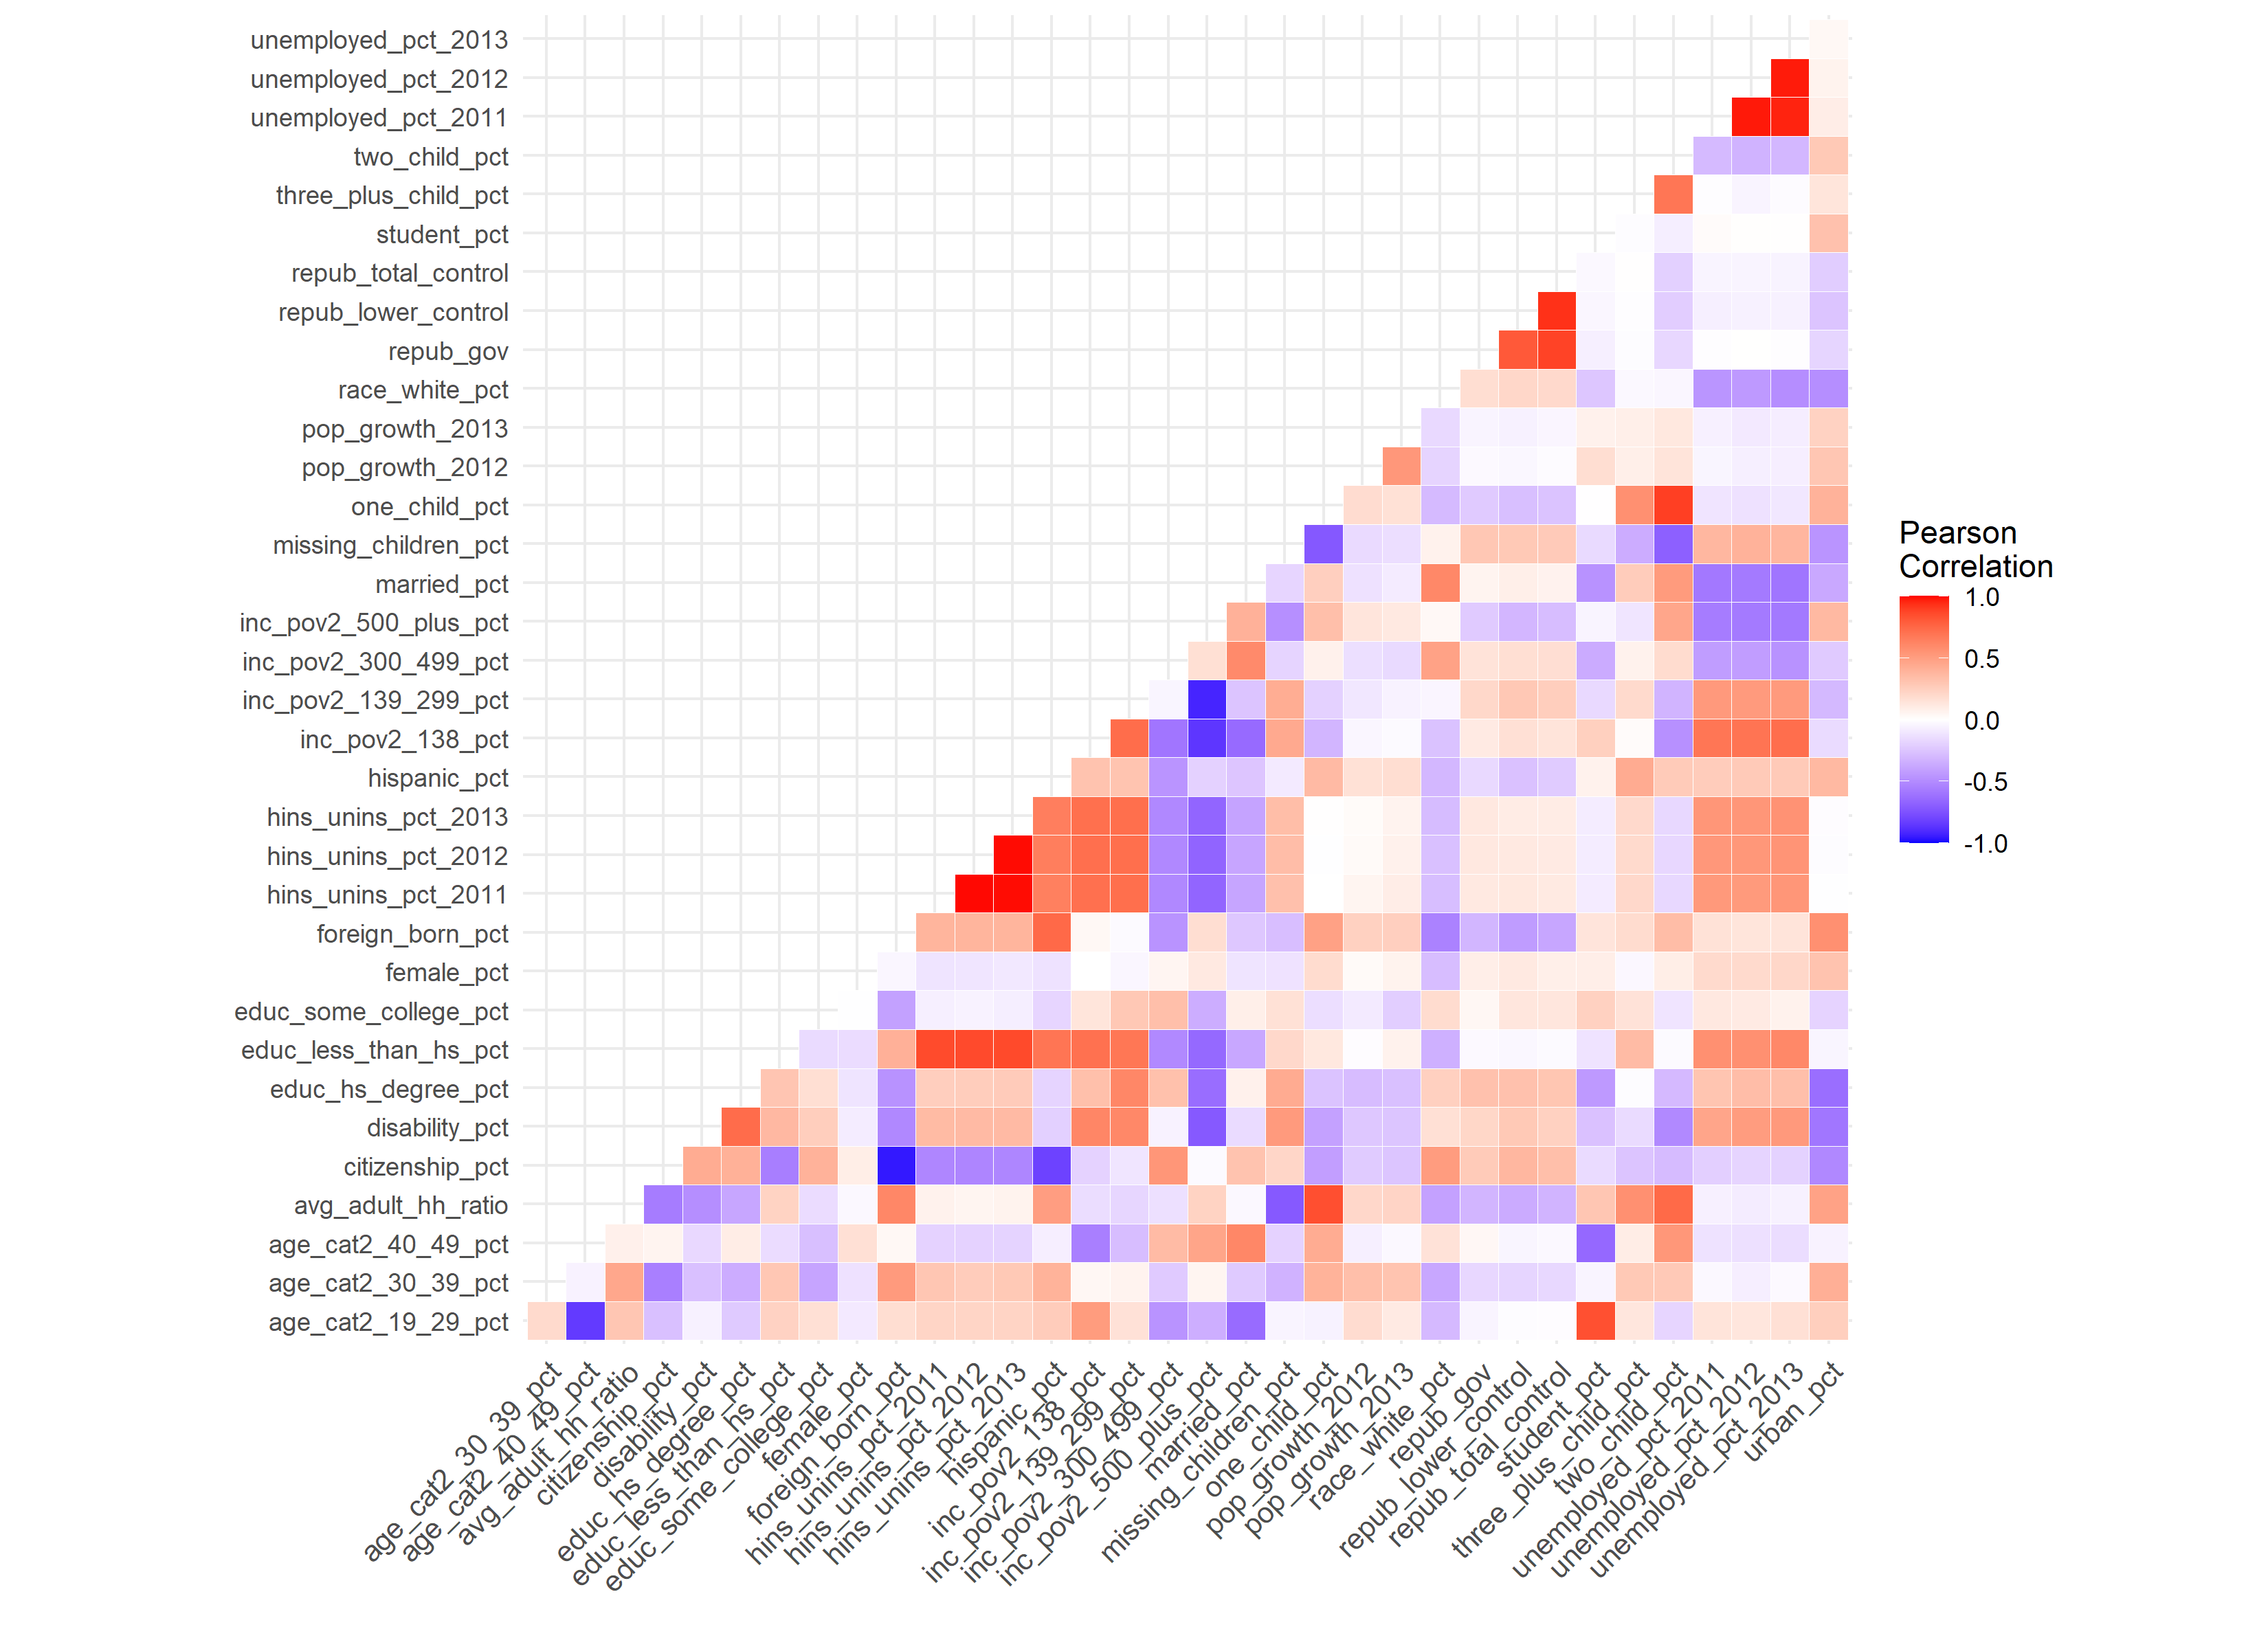 unemployed_pct_2013
unemployed_pct_2012
unemployed_pct_2011
two_child_pct
three_plus_child_pct
student_pct
repub_total_control
repub_lower_control
repub_gov
race_white_pct
pop_growth_2013
pop_growth_2012
one_child_pct
missing_children_pct
married_pct
inc_pov2_500_plus_pct
inc_pov2_300_499_pct
inc_pov2_139_299_pct
inc_pov2_138_pct
hispanic_pct
hins_unins_pct_2013
hins_unins_pct_2012
hins_unins_pct_2011
foreign_born_pct
female_pct
educ_some_college_pct
educ_less_than_hs_pct
educ_hs_degree_pct
disability_pct
citizenship_pct
avg_adult_hh_ratio
age_cat2_40_49_pct
age_cat2_30_39_pct
age_cat2_19_29_pct
age_cat2_30_39_pct
age_cat2_40_49_pct
avg_adult_hh_ratio
citizenship_pct
disability_pct
educ_hs_degree_pct
educ_less_than_hs_pct
educ_some_college_pct
female_pct
foreign_born_pct
hins_unins_pct_2011
hins_unins_pct_2012
hins_unins_pct_2013
hispanic_pct
inc_pov2_138_pct
inc_pov2_139_299_pct
inc_pov2_300_499_pct
inc_pov2_500_plus_pct
married_pct
missing_children_pct
one_child_pct
pop_growth_2012
pop_growth_2013
race_white_pct
repub_gov
repub_lower_control
repub_total_control
student_pct
three_plus_child_pct
two_child_pct
unemployed_pct_2011
unemployed_pct_2012
unemployed_pct_2013
urban_pct
Pearson
Correlation
1.0
0.5
0.0
-0.5
-1.0